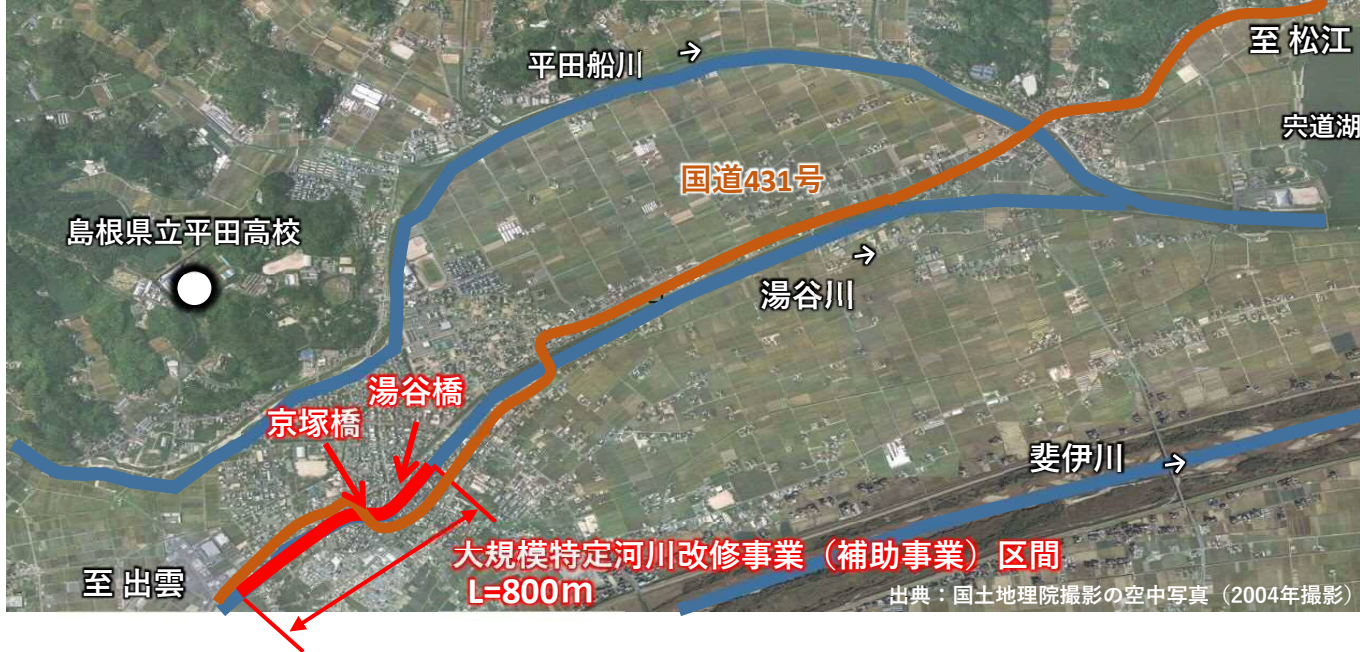 至 松江
平田船川 →
宍道湖
国道431号
島根県立平田高校
→
湯谷川
湯谷橋
京塚橋
斐伊川 →
大規模特定河川改修事業（補助事業）区間
L=800m
至 出雲
出典：国土地理院撮影の空中写真（2004年撮影）